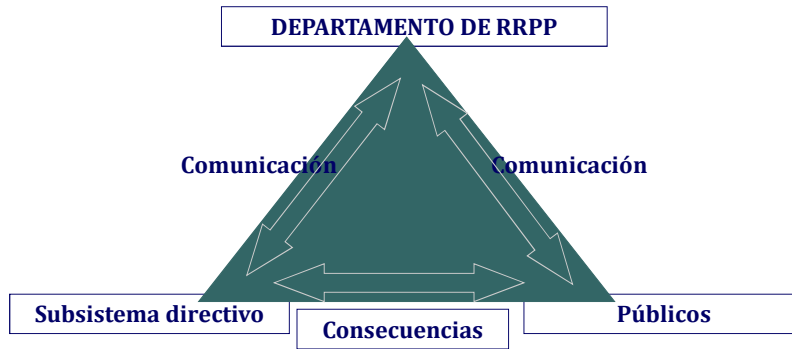 DEPARTAMENTO DE RRPP
Comunicación
Comunicación
Subsistema directivo
Públicos
Consecuencias